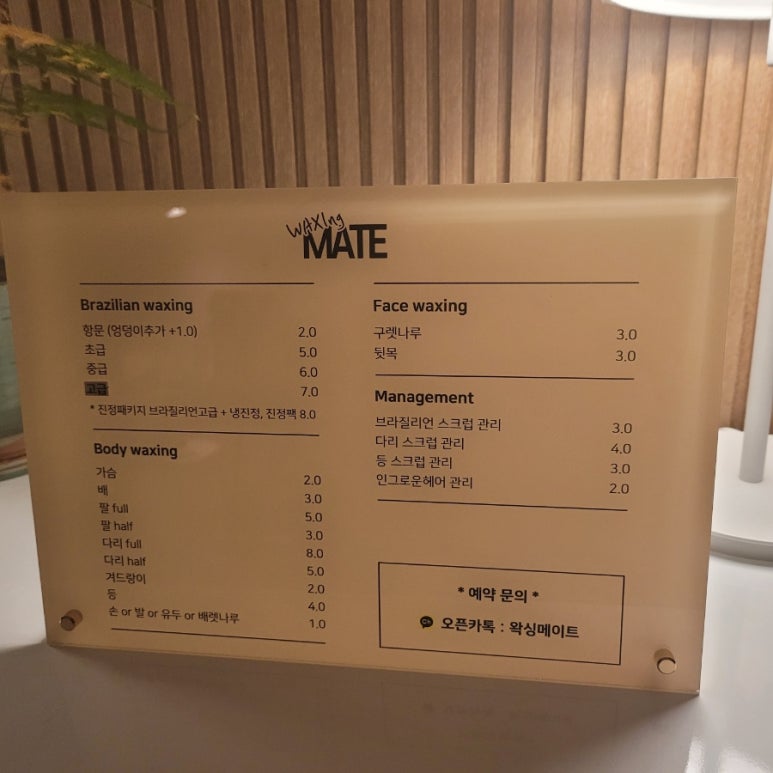 WAXING
MATE
Brazilian waxing
항문 (엉덩이추가 +1.0) 2.0
초급 5.0
중급 6.0
고급 7.0
* 진정패키지 브라질리언고급 + 냉진정, 진정팩 8.0
Body waxing
가슴 2.0
배 3.0
팔 full 5.0
팔 half 3.0
다리 full 8.0
다리 half 5.0
겨드랑이 2.0
등 4.0
손 or 발 or 유두 or 배렛나루 1.0
Face waxing
구렛나루 3.0
뒷목 3.0
Management
브라질리언 스크럽 관리 3.0
다리 스크럽 관리 4.0
등 스크럽 관리 3.0
인그로운헤어 관리 2.0
* 예약 문의 *
오픈카톡 : 왁싱메이트